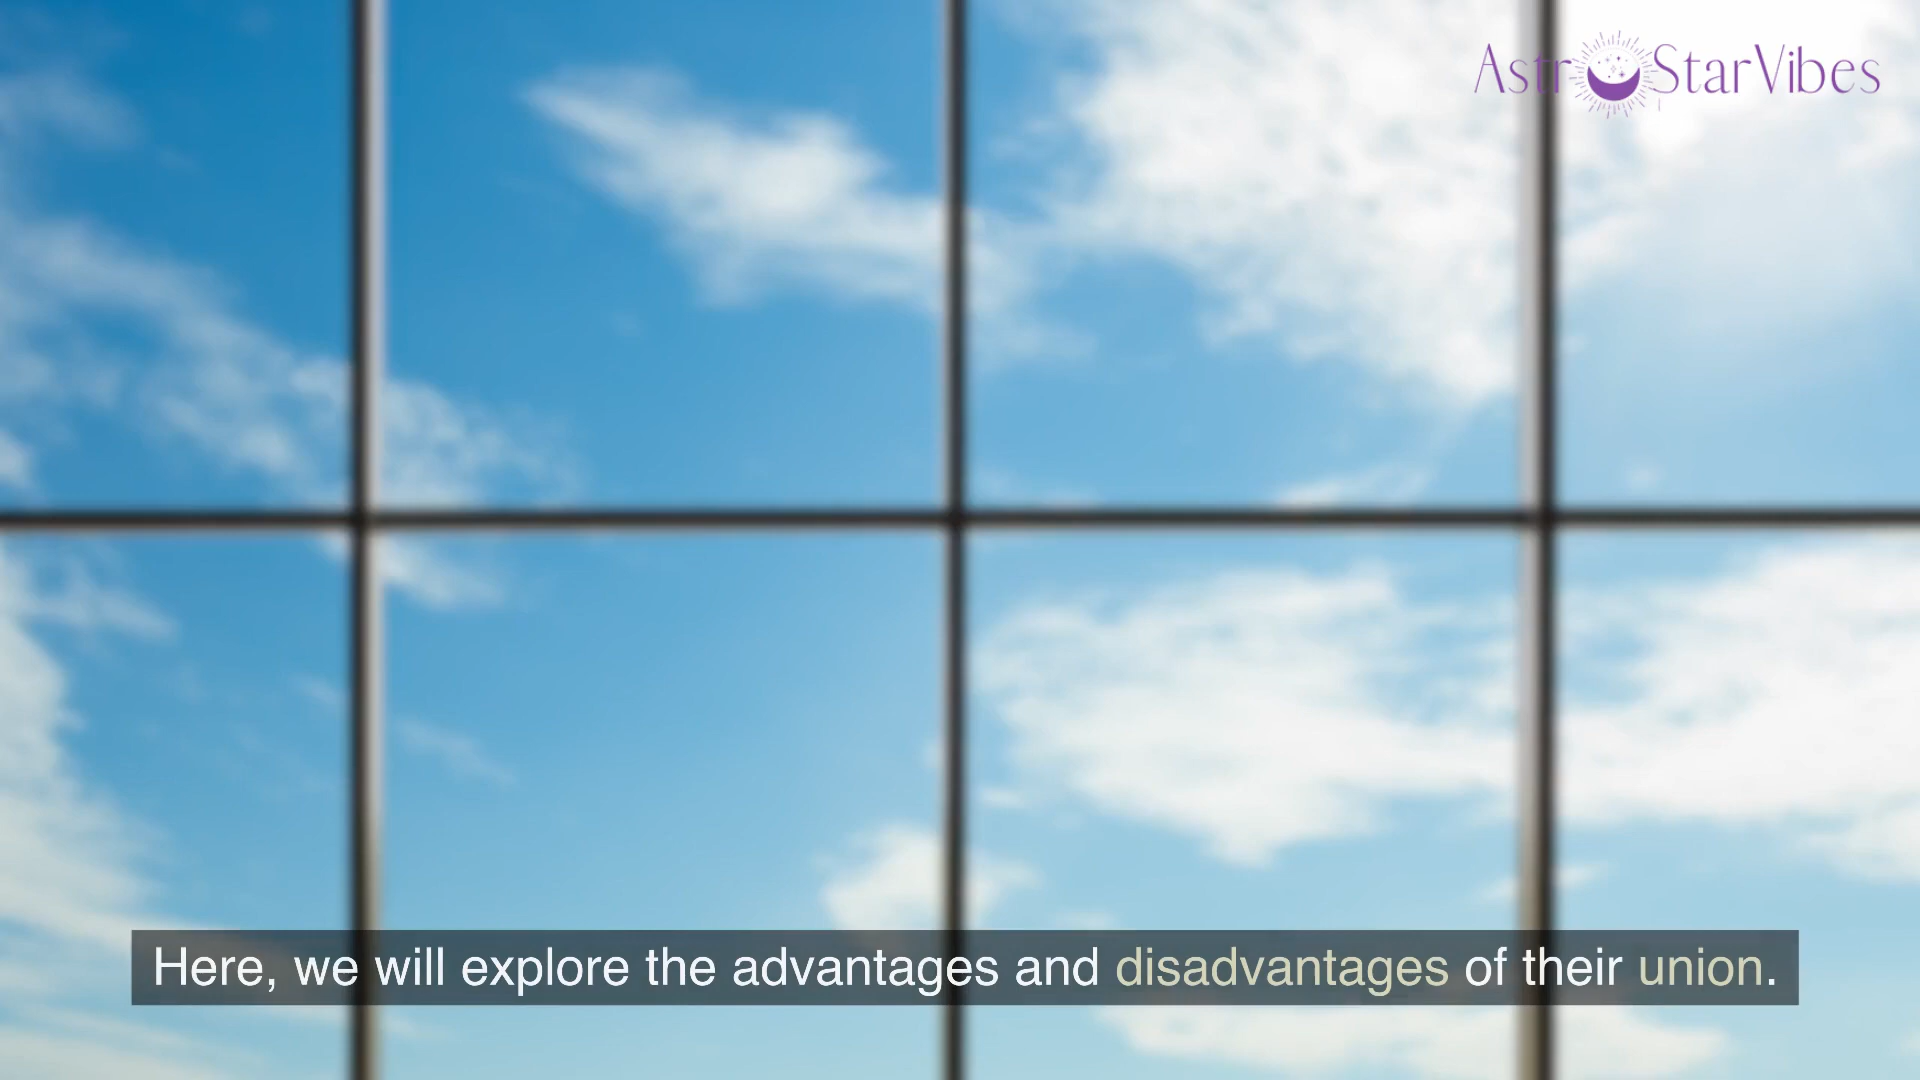 AstroStarVibes
Here, we will explore the advantages and disadvantages of their union.